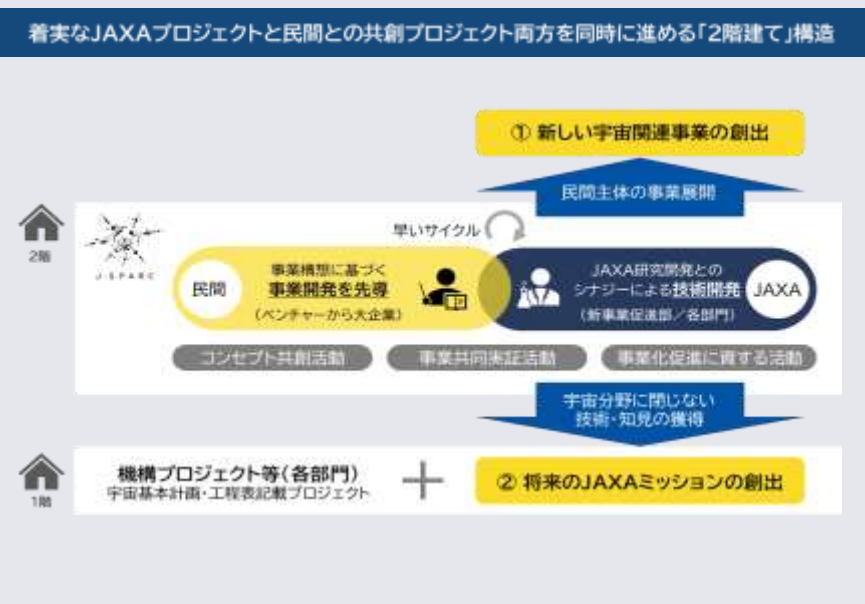 着実なJAXAプロジェクトと民間との共創プロジェクト両方を同時に進める「2階建て」構造
① 新しい宇宙関連事業の創出
民間主体の事業展開
2階
J-SPARC
早いサイクル
民間
事業構想に基づく
事業開発を先導
(ベンチャーから大企業)
JAXA研究開発との
シナジーによる技術開発
(新事業促進部/各部門)
JAXA
コンセプト共創活動
事業共同実証活動
事業化促進に資する活動
宇宙分野に閉じない
技術・知見の獲得
1階
機構プロジェクト等(各部門)
宇宙基本計画・工程表記載プロジェクト
＋
② 将来のJAXAミッションの創出